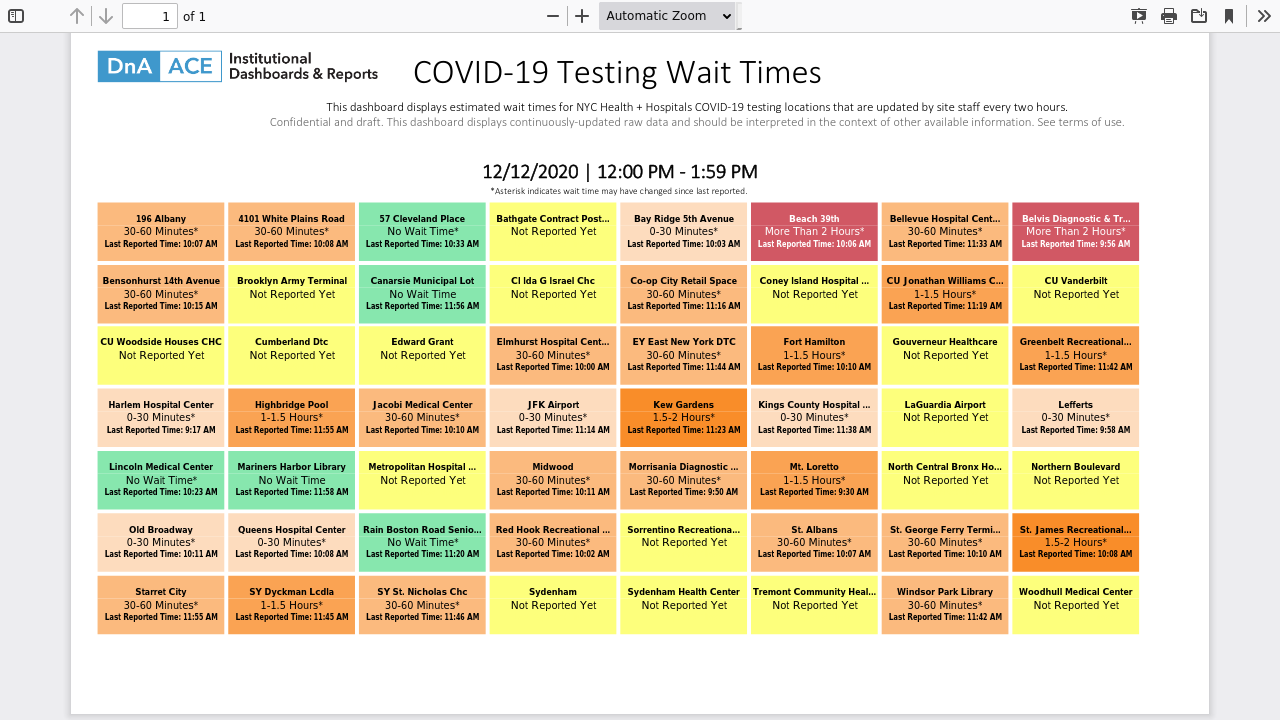 1 of 1 Automatic Zoom
DnA ACE Institutional
Dashboards & Reports
COVID-19 Testing Wait Times
This dashboard displays estimated wait times for NYC Health + Hospitals COVID-19 testing locations that are updated by site staff every two hours.
Confidential and draft. This dashboard displays continuously-updated raw data and should be interpreted in the context of other available information. See terms of use.
12/12/2020 | 12:00 PM - 1:59 PM
*Asterisk indicates wait time may have changed since last reported.
196 Albany
30-60 Minutes*
Last Reported Time: 10:07 AM
4101 White Plains Road
30-60 Minutes*
Last Reported Time: 10:08 AM
57 Cleveland Place
No Wait Time*
Last Reported Time: 10:33 AM
Bathgate Contract Post...
Not Reported Yet
Bay Ridge 5th Avenue
0-30 Minutes*
Last Reported Time: 10:03 AM
Beach 39th
More Than 2 Hours*
Last Reported Time: 10:06 AM
Bellevue Hospital Cent...
30-60 Minutes*
Last Reported Time: 11:33 AM
Belvis Diagnostic & Tr...
More Than 2 Hours*
Last Reported Time: 9:56 AM
Bensonhurst 14th Avenue
30-60 Minutes*
Last Reported Time: 10:15 AM
Brooklyn Army Terminal
Not Reported Yet
Canarsie Municipal Lot
No Wait Time
Last Reported Time: 11:56 AM
CI Ida G Israel Chc
Not Reported Yet
Co-op City Retail Space
30-60 Minutes*
Last Reported Time: 11:16 AM
Coney Island Hospital ...
Not Reported Yet
CU Jonathan Williams C...
1-1.5 Hours*
Last Reported Time: 11:19 AM
CU Vanderbilt
Not Reported Yet
CU Woodside Houses CHC
Not Reported Yet
Cumberland Dtc
Not Reported Yet
Edward Grant
Not Reported Yet
Elmhurst Hospital Cent...
30-60 Minutes*
Last Reported Time: 10:00 AM
EY East New York DTC
30-60 Minutes*
Last Reported Time: 11:44 AM
Fort Hamilton
1-1.5 Hours*
Last Reported Time: 10:10 AM
Gouverneur Healthcare
Not Reported Yet
Greenbelt Recreational...
1-1.5 Hours*
Last Reported Time: 11:42 AM
Harlem Hospital Center
0-30 Minutes*
Last Reported Time: 9:17 AM
Highbridge Pool
1-1.5 Hours*
Last Reported Time: 11:55 AM
Jacobi Medical Center
30-60 Minutes*
Last Reported Time: 10:10 AM
JFK Airport
0-30 Minutes*
Last Reported Time: 11:14 AM
Kew Gardens
1.5-2 Hours*
Last Reported Time: 11:23 AM
Kings County Hospital ...
0-30 Minutes*
Last Reported Time: 11:38 AM
LaGuardia Airport
Not Reported Yet
Lefferts
0-30 Minutes*
Last Reported Time: 9:58 AM
Lincoln Medical Center
No Wait Time*
Last Reported Time: 10:23 AM
Mariners Harbor Library
No Wait Time
Last Reported Time: 11:58 AM
Metropolitan Hospital ...
Not Reported Yet
Midwood
30-60 Minutes*
Last Reported Time: 10:11 AM
Morrisania Diagnostic ...
30-60 Minutes*
Last Reported Time: 9:50 AM
Mt. Loretto
1-1.5 Hours*
Last Reported Time: 9:30 AM
North Central Bronx Ho...
Not Reported Yet
Northern Boulevard
Not Reported Yet
Old Broadway
0-30 Minutes*
Last Reported Time: 10:11 AM
Queens Hospital Center
0-30 Minutes*
Last Reported Time: 10:08 AM
Rain Boston Road Senio...
No Wait Time*
Last Reported Time: 11:20 AM
Red Hook Recreational ...
30-60 Minutes*
Last Reported Time: 10:02 AM
Sorrentino Recreationa...
Not Reported Yet
St. Albans
30-60 Minutes*
Last Reported Time: 10:07 AM
St. George Ferry Termi...
30-60 Minutes*
Last Reported Time: 10:10 AM
St. James Recreational...
1.5-2 Hours*
Last Reported Time: 10:08 AM
Starret City
30-60 Minutes*
Last Reported Time: 11:55 AM
SY Dyckman Lcdla
1-1.5 Hours*
Last Reported Time: 11:45 AM
SY St. Nicholas Chc
30-60 Minutes*
Last Reported Time: 11:46 AM
Sydenham
Not Reported Yet
Sydenham Health Center
Not Reported Yet
Tremont Community Heal...
Not Reported Yet
Windsor Park Library
30-60 Minutes*
Last Reported Time: 11:42 AM
Woodhull Medical Center
Not Reported Yet